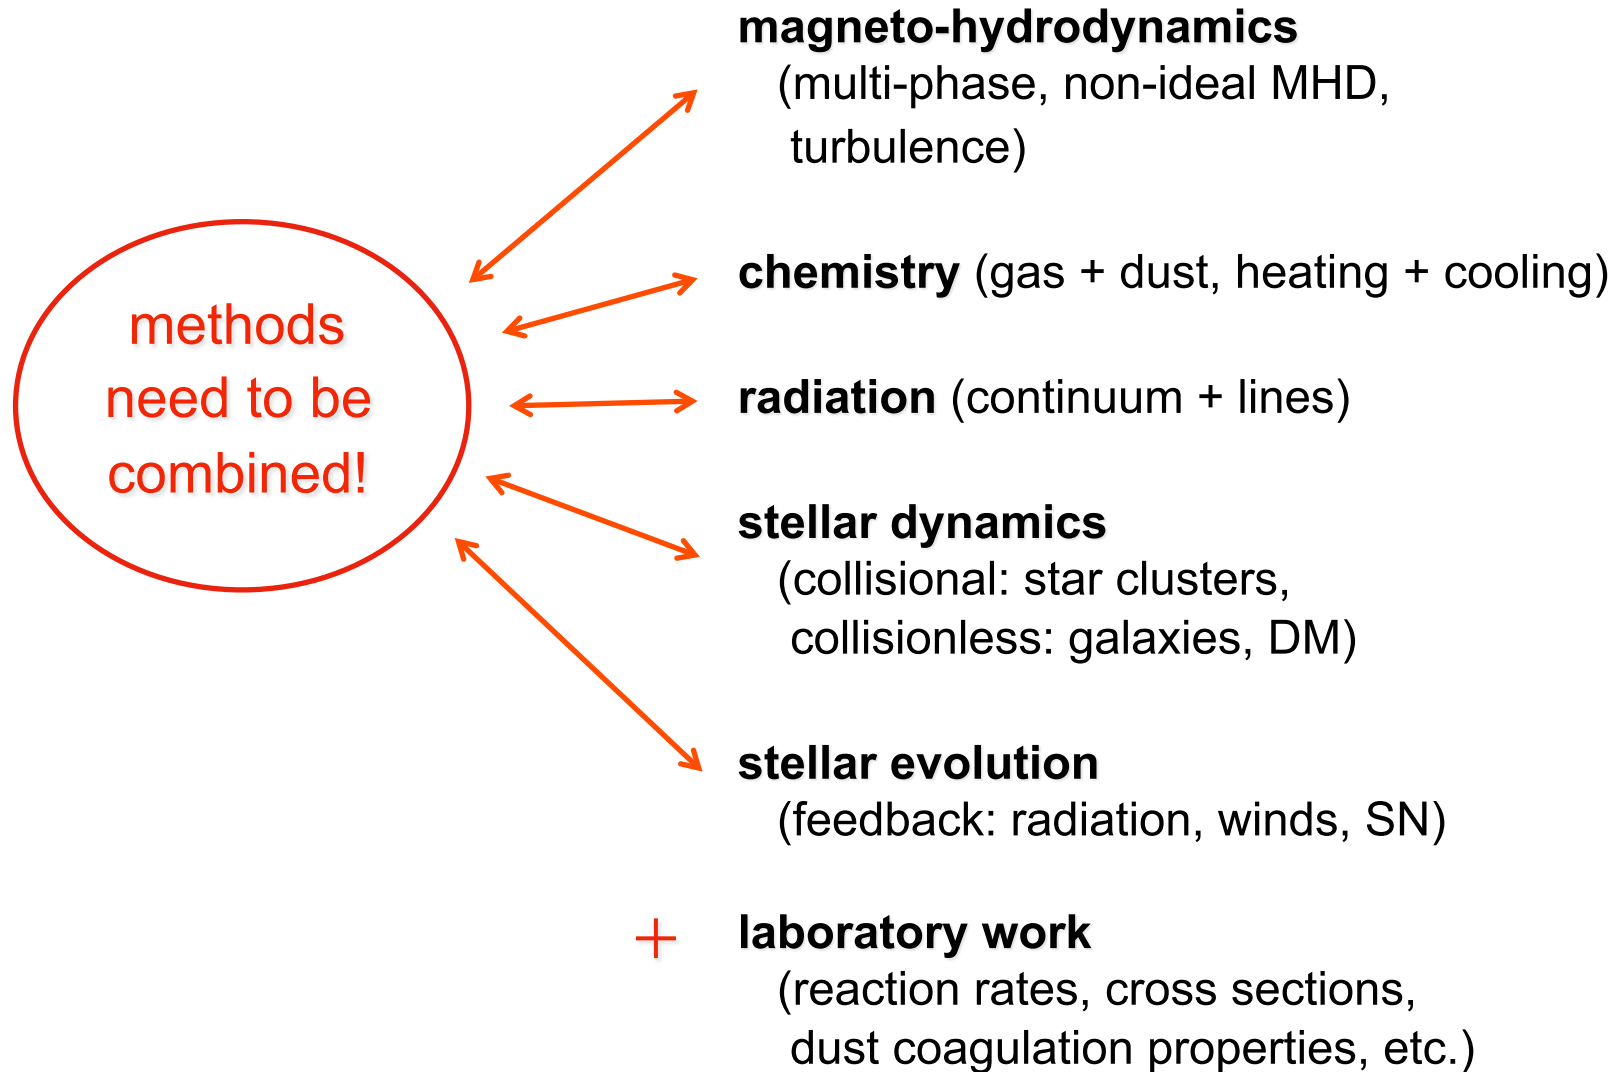 magneto-hydrodynamics
(multi-phase, non-ideal MHD,
turbulence)
chemistry (gas + dust, heating + cooling)
methods
need to be
combined!
radiation (continuum + lines)
stellar dynamics
(collisional: star clusters,
collisionless: galaxies, DM)
stellar evolution
(feedback: radiation, winds, SN)
+ laboratory work
(reaction rates, cross sections,
dust coagulation properties, etc.)